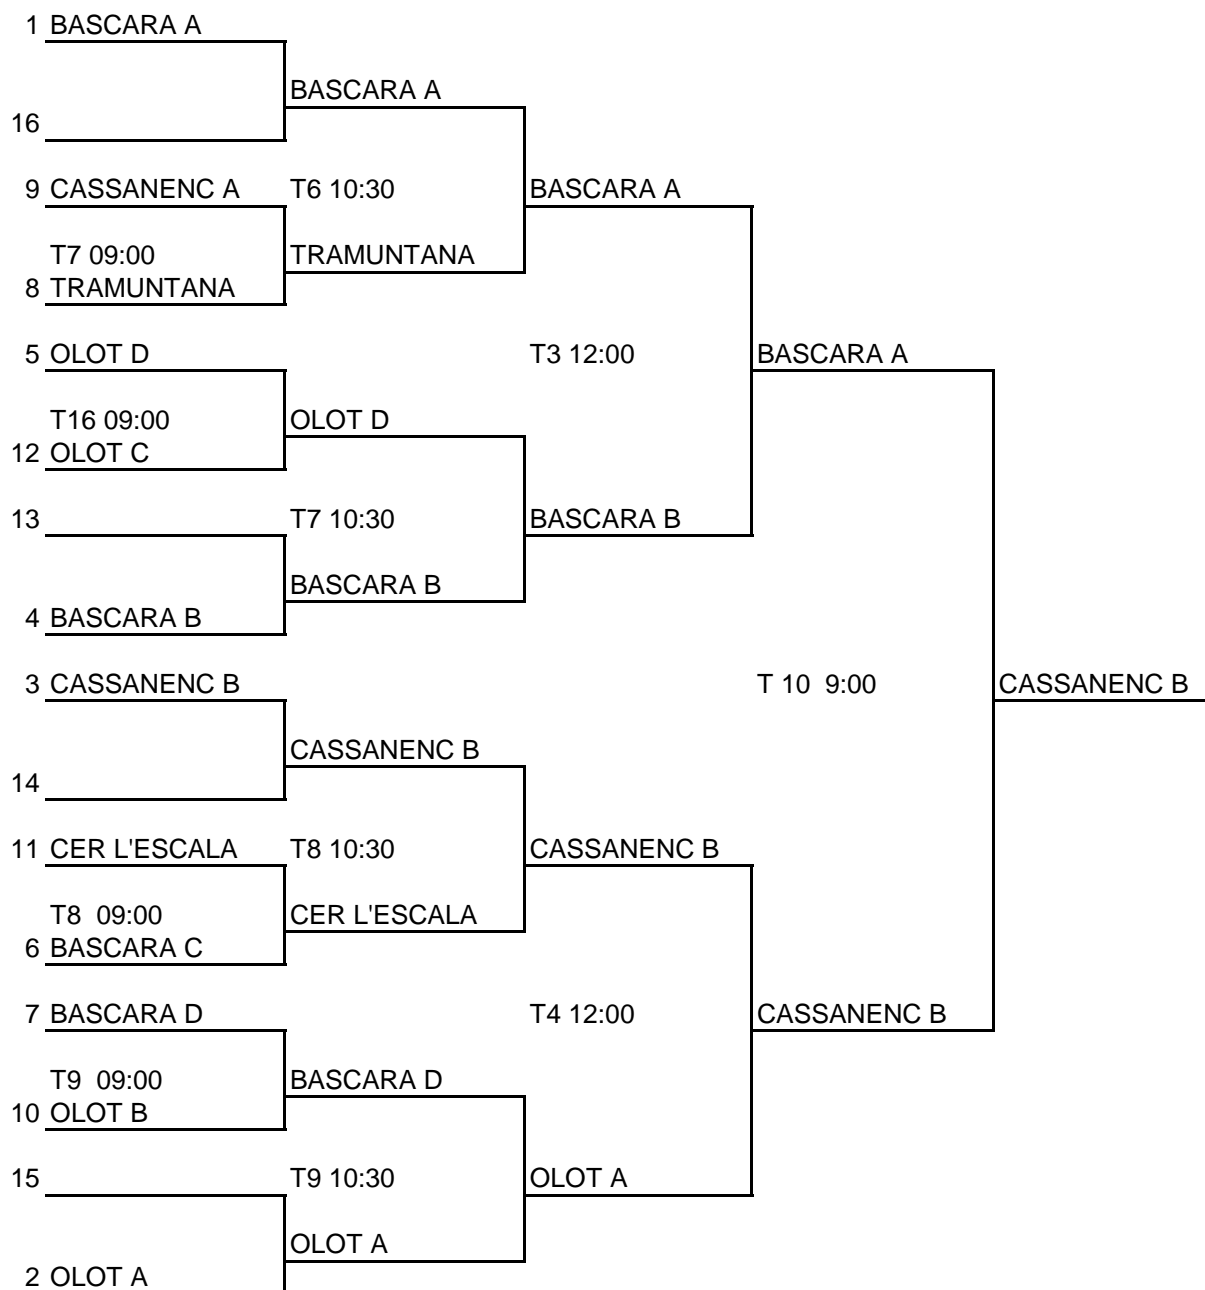 1 BASCARA A
BASCARA A
16
9 CASSANENC A T6 10:30 BASCARA A
T7 09:00 TRAMUNTANA
8 TRAMUNTANA
5 OLOT D T3 12:00 BASCARA A
T16 09:00 OLOT D
12 OLOT C
13 T7 10:30 BASCARA B
BASCARA B
4 BASCARA B
3 CASSANENC B T 10 9:00 CASSANENC B
CASSANENC B
14
11 CER L'ESCALA T8 10:30 CASSANENC B
T8 09:00 CER L'ESCALA
6 BASCARA C
7 BASCARA D T4 12:00 CASSANENC B
T9 09:00 BASCARA D
10 OLOT B
15 T9 10:30 OLOT A
OLOT A
2 OLOT A